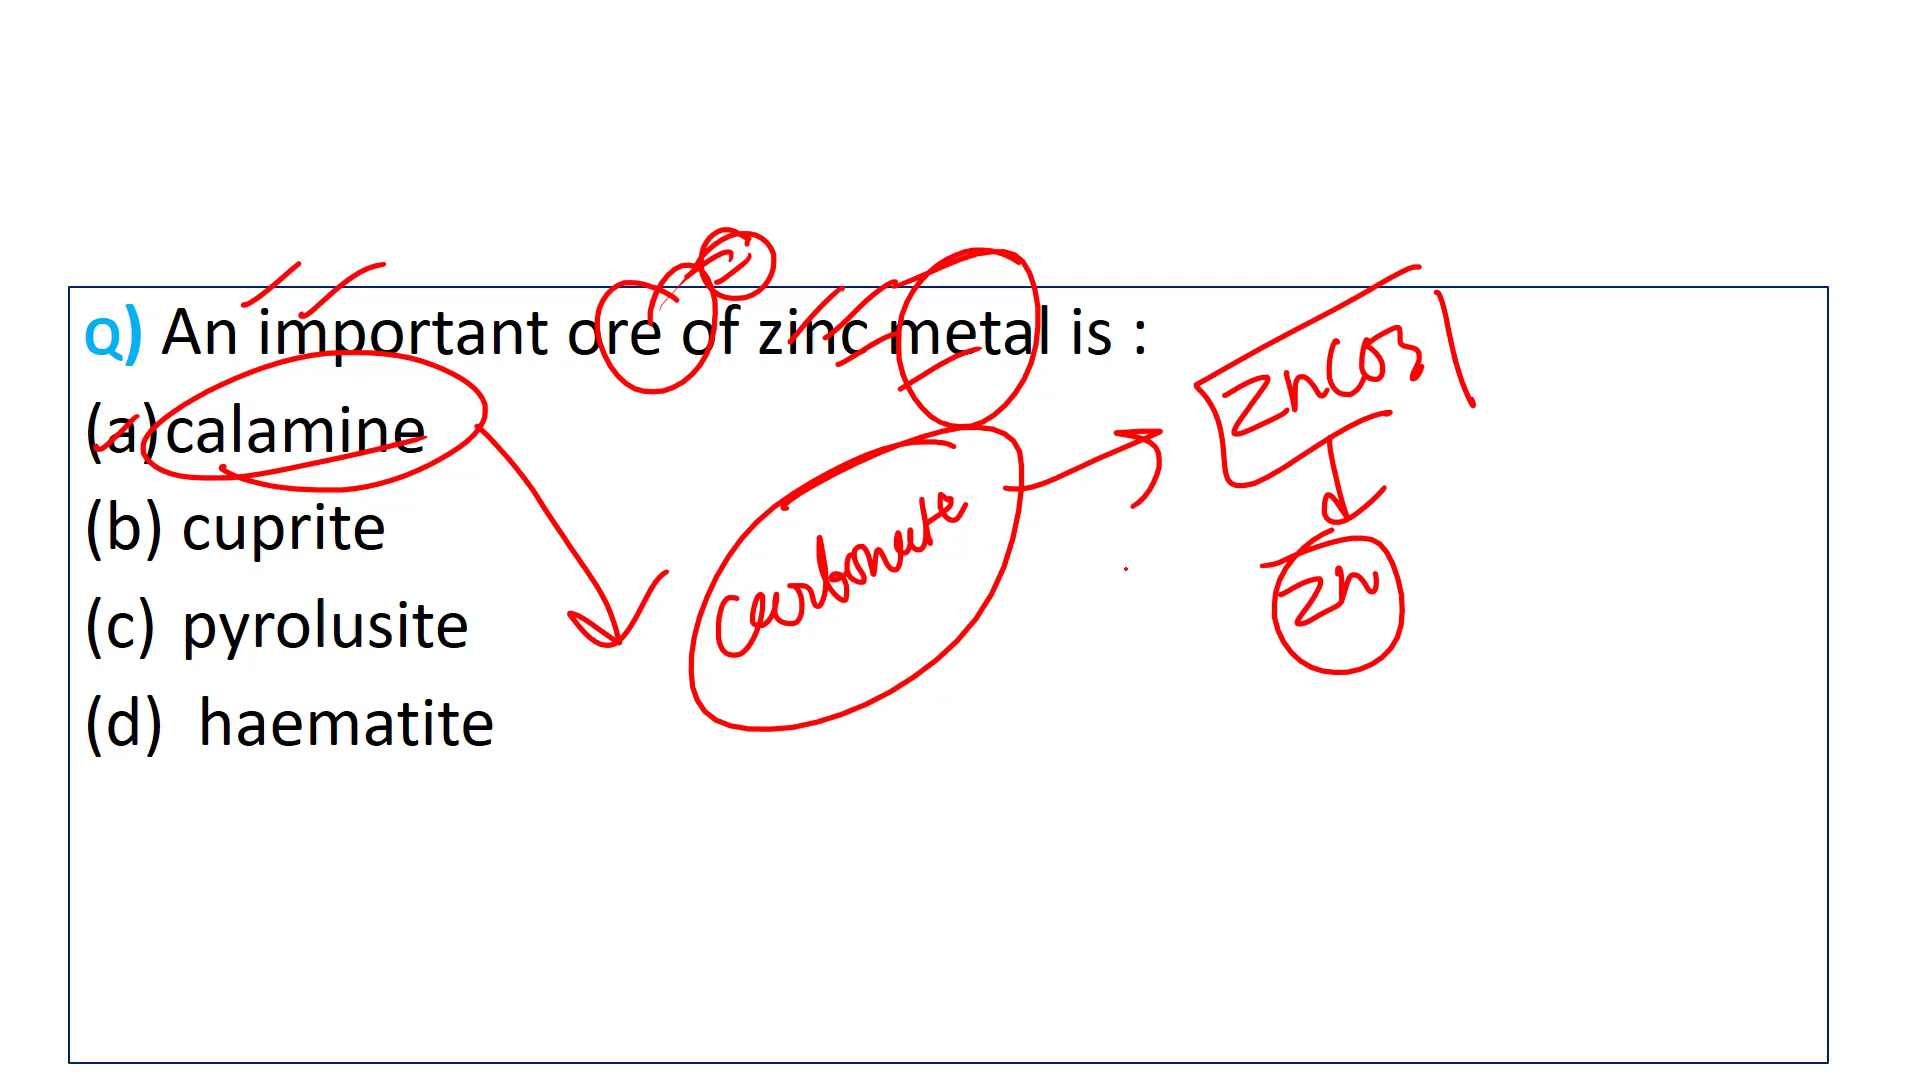 Q) An important ore of zinc metal is :
(a)calamine
(b) cuprite
(c) pyrolusite
(d) haematite
ZnCO3
carbonate
Zn